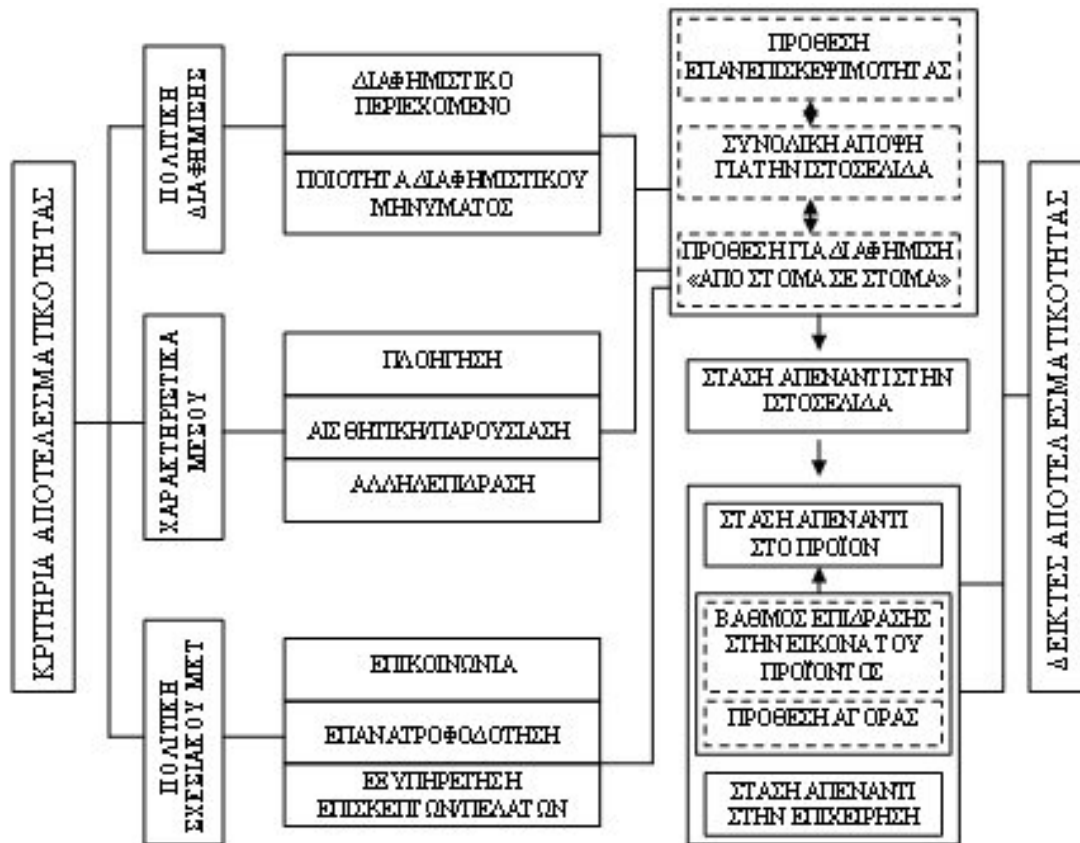 ΚΡΙΤΗΡΙΑ ΑΠΟΤΕΛΕΣΜΑΤΙΚΟΤΗΤΑΣ
ΠΟΛΙΤΙΚΗ
ΔΙΑΦΗΜΙΣΗΣ
ΔΙΑΦΗΜΙΣΤΙΚΟ
ΠΕΡΙΕΧΟΜΕΝΟ
ΠΟΙΟΤΗΤΑ ΔΙΑΦΗΜΙΣΤΙΚΟΥ
ΜΗΝΥΜΑΤΟΣ
ΧΑΡΑΚΤΗΡΙΣΤΙΚΑ
ΜΕΣΟΥ
ΠΛΟΗΓΗΣΗ
ΑΙΣΘΗΤΙΚΗ/ΠΑΡΟΥΣΙΑΣΗ
ΑΛΛΗΛΕΠΙΔΡΑΣΗ
ΠΟΛΙΤΙΚΗ
ΣΧΕΣΙΑΚΟΥ ΜΚΤ
ΕΠΙΚΟΙΝΩΝΙΑ
ΕΠΑΝΑΤΡΟΦΟΔΟΤΗΣΗ
ΕΞΥΠΗΡΕΤΗΣΗ
ΕΠΙΣΚΕΠΤΩΝ/ΠΕΛΑΤΩΝ
ΠΡΟΘΕΣΗ
ΕΠΑΝΕΠΙΣΚΕΨΙΜΟΤΗΤΑΣ
ΣΥΝΟΛΙΚΗ ΑΠΟΨΗ
ΓΙΑ ΤΗΝ ΙΣΤΟΣΕΛΙΔΑ
ΠΡΟΘΕΣΗ ΓΙΑ ΔΙΑΦΗΜΙΣΗ
«ΑΠΟ ΣΤΟΜΑ ΣΕ ΣΤΟΜΑ»
ΣΤΑΣΗ ΑΠΕΝΑΝΤΙ ΣΤΗΝ
ΙΣΤΟΣΕΛΙΔΑ
ΣΤΑΣΗ ΑΠΕΝΑΝΤΙ
ΣΤΟ ΠΡΟΪΟΝ
ΒΑΘΜΟΣ ΕΠΙΔΡΑΣΗΣ
ΣΤΗΝ ΕΙΚΟΝΑ ΤΟΥ
ΠΡΟΪΟΝΤΟΣ
ΠΡΟΘΕΣΗ ΑΓΟΡΑΣ
ΣΤΑΣΗ ΑΠΕΝΑΝΤΙ
ΣΤΗΝ ΕΠΙΧΕΙΡΗΣΗ
ΔΕΙΚΤΕΣ ΑΠΟΤΕΛΕΣΜΑΤΙΚΟΤΗΤΑΣ